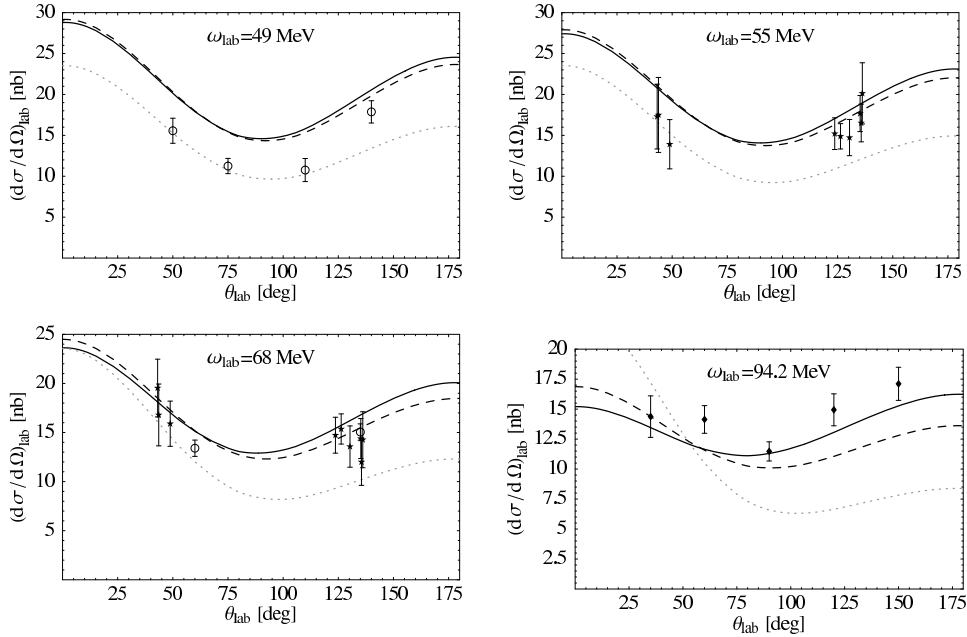 30
25
20
15
10
5
ωlab=49 MeV
(dσ/dΩ)lab [nb]
25 50 75 100 125 150 175
θlab [deg]
30
25
20
15
10
5
ωlab=55 MeV
(dσ/dΩ)lab [nb]
25 50 75 100 125 150 175
θlab [deg]
25
20
15
10
5
ωlab=68 MeV
(dσ/dΩ)lab [nb]
25 50 75 100 125 150 175
θlab [deg]
20
17.5
15
12.5
10
7.5
5
2.5
ωlab=94.2 MeV
(dσ/dΩ)lab [nb]
25 50 75 100 125 150 175
θlab [deg]